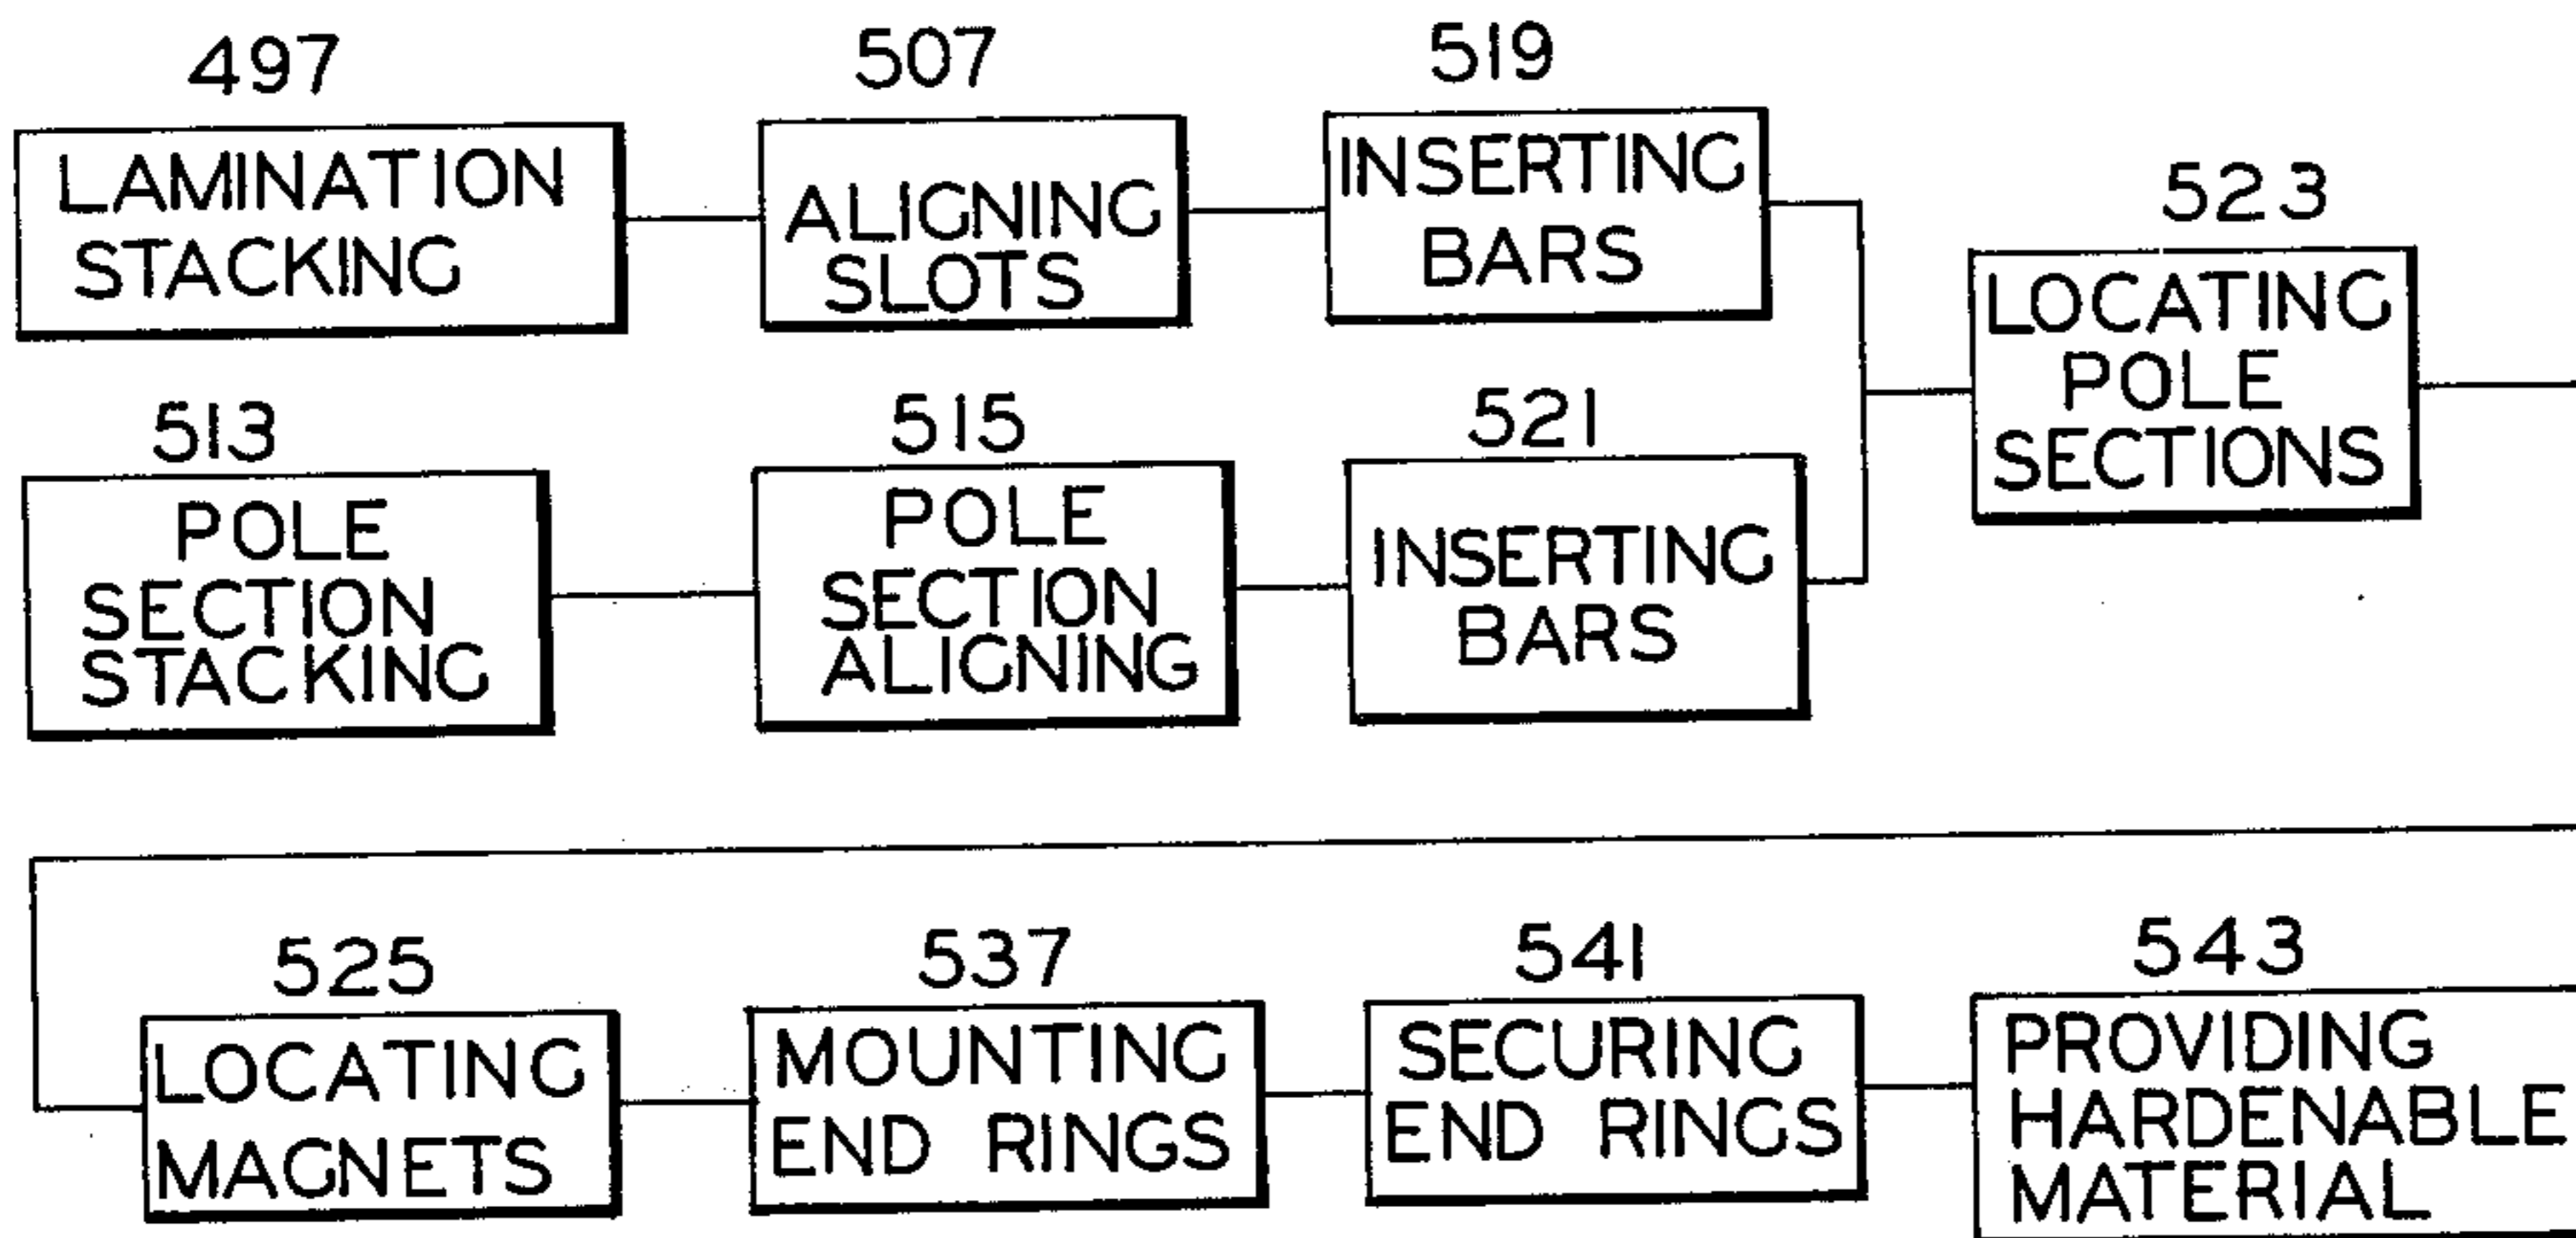 497
LAMINATION
STACKING
507
ALIGNING
SLOTS
519
INSERTING
BARS
523
LOCATING
POLE
SECTIONS
513
POLE
SECTION
STACKING
515
POLE
SECTION
ALIGNING
521
INSERTING
BARS
525
LOCATING
MAGNETS
537
MOUNTING
END RINGS
541
SECURING
END RINGS
543
PROVIDING
HARDENABLE
MATERIAL